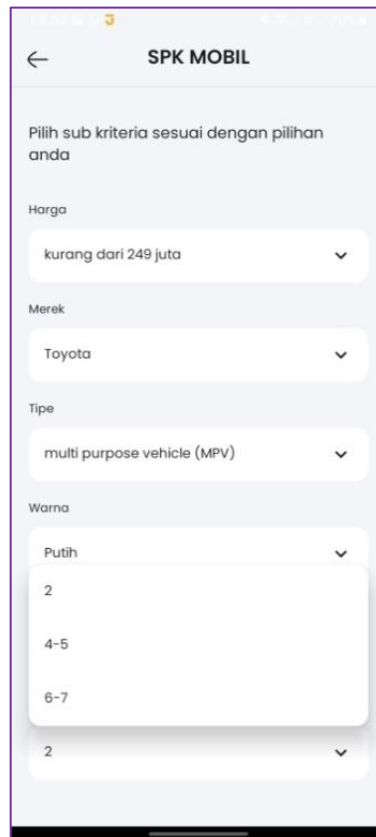 SPK MOBIL
Pilih sub kriteria sesuai dengan pilihan
anda
Harga
kurang dari 249 juta
Merek
Toyota
Tipe
multi purpose vehicle (MPV)
Warna
Putih
2
4-5
6-7
2